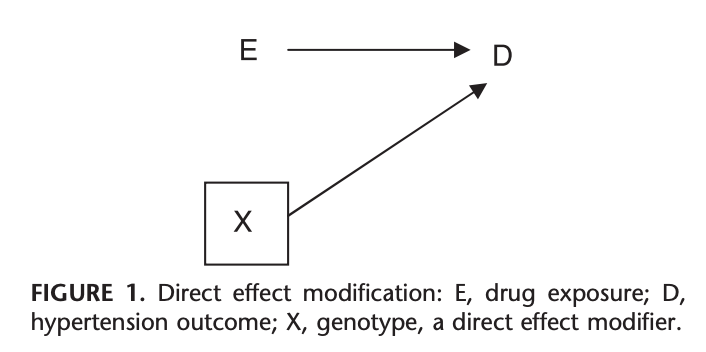 E
D
X
FIGURE 1. Direct effect modification: E, drug exposure; D,
hypertension outcome; X, genotype, a direct effect modifier.